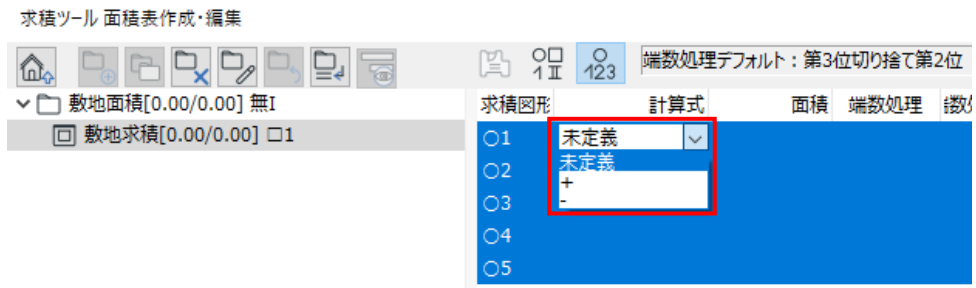 求積ツール 面積表作成・編集
○□ 1 II
○ 123
端数処理デフォルト：第3位切り捨て第2位
敷地面積[0.00/0.00] 無I
敷地求積[0.00/0.00] □1
求積図形 計算式 面積 端数処理
○1 未定義
○2 未定義
+
○3 -
○4
○5